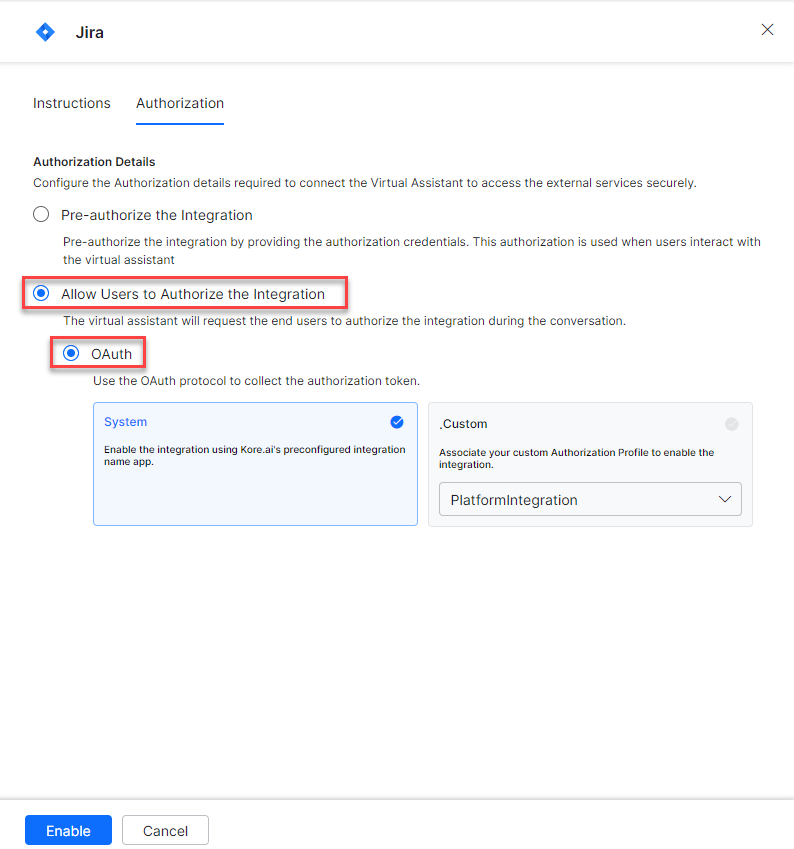 Jira
Instructions
Authorization
Authorization Details
Configure the Authorization details required to connect the Virtual Assistant to access the external services securely.
Pre-authorize the Integration
Pre-authorize the integration by providing the authorization credentials. This authorization is used when users interact with
the virtual assistant
Allow Users to Authorize the Integration
The virtual assistant will request the end users to authorize the integration during the conversation.
OAuth
Use the OAuth protocol to collect the authorization token.
System
Enable the integration using Kore.ai's preconfigured integration
name app.
.Custom
Associate your custom Authorization Profile to enable the
integration.
PlatformIntegration
Enable
Cancel